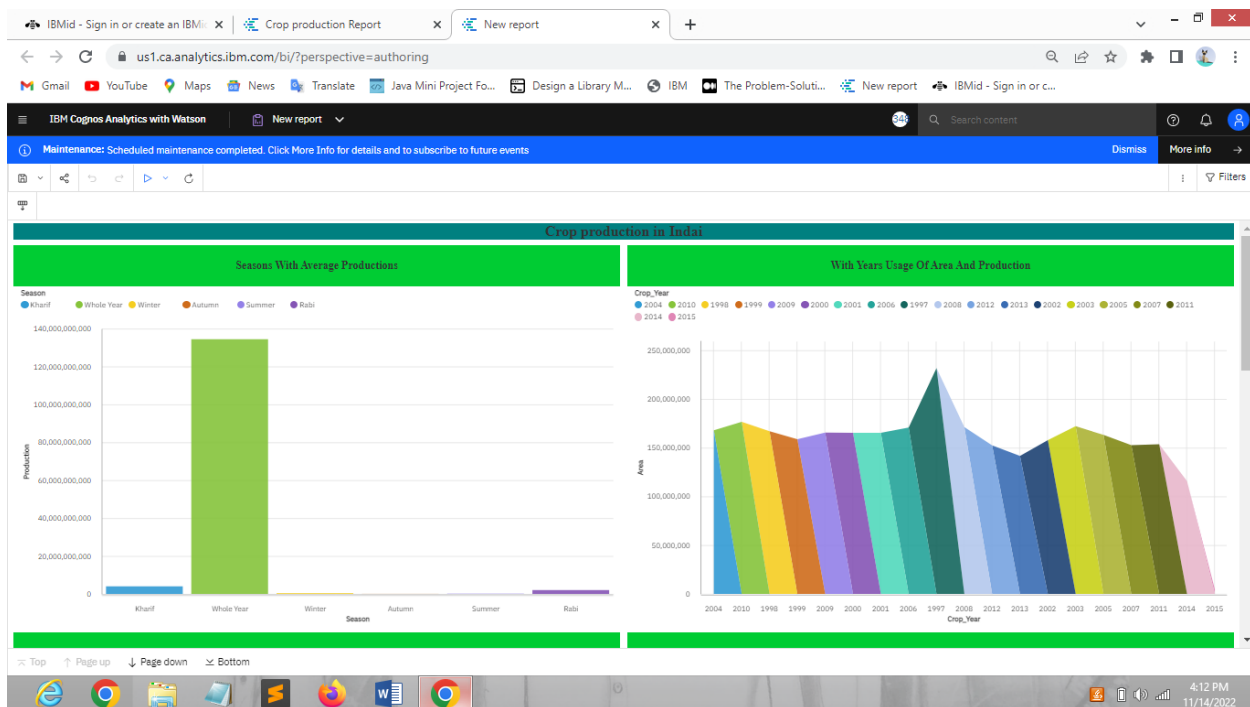 IBMid - Sign in or create an IBMi
Crop production Report
New report
us1.ca.analytics.ibm.com/bi/?perspective=authoring
Gmail YouTube Maps News Translate Java Mini Project Fo... Design a Library M... IBM The Problem-Soluti... New report IBMid - Sign in or c...
IBM Cognos Analytics with Watson New report Search content
Maintenance: Scheduled maintenance completed. Click More Info for details and to subscribe to future events Dismiss More info
Filters
Crop production in Indai
Seasons With Average Productions
Season
Kharif Whole Year Winter Autumn Summer Rabi
140,000,000,000
120,000,000,000
100,000,000,000
80,000,000,000
60,000,000,000
40,000,000,000
20,000,000,000
0
Production
Kharif Whole Year Winter Autumn Summer Rabi
Season
With Years Usage Of Area And Production
Crop_Year
2004 2010 1998 1999 2009 2000 2001 2006 1997 2008 2012 2013 2002 2003 2005 2007 2011
2014 2015
250,000,000
200,000,000
150,000,000
100,000,000
50,000,000
0
Area
2004 2010 1998 1999 2009 2000 2001 2006 1997 2008 2012 2013 2002 2003 2005 2007 2011 2014 2015
Crop_Year
Top Page up Page down Bottom
4:12 PM
11/14/2022